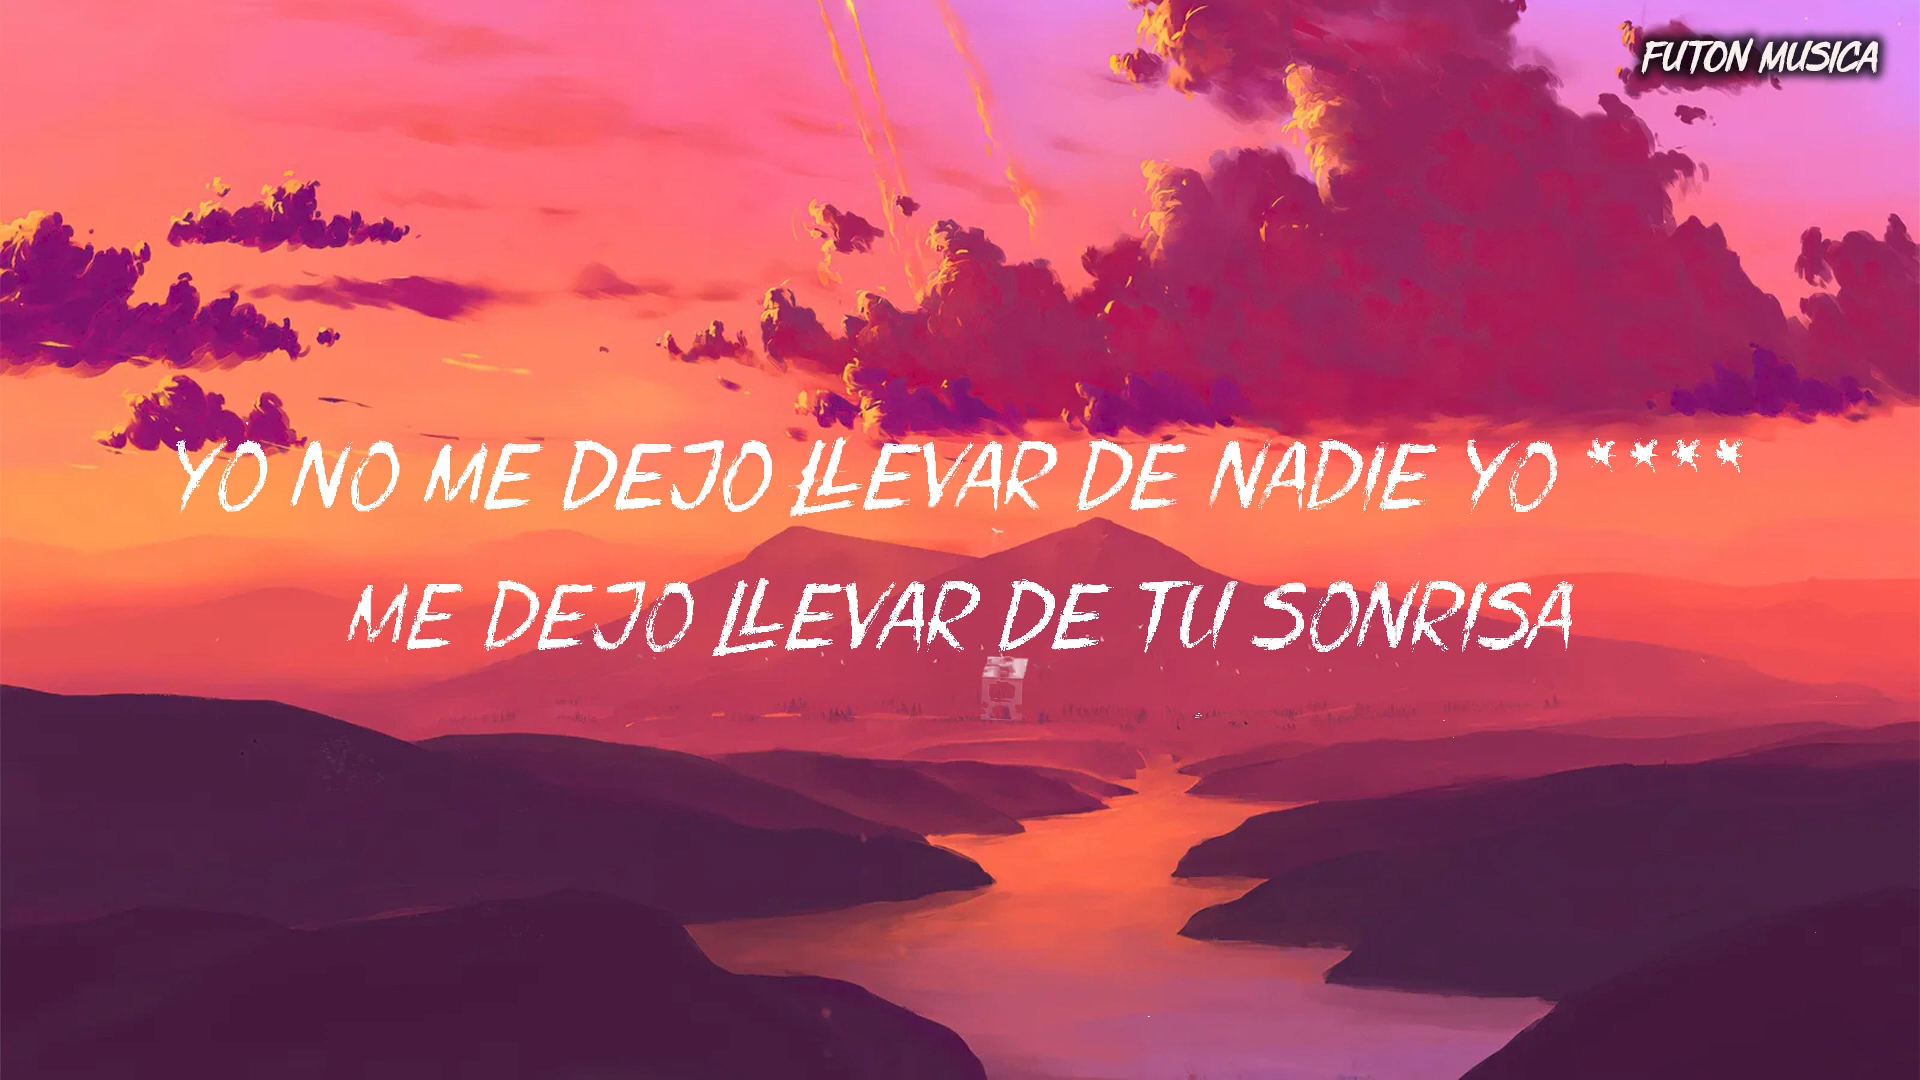 FUTON MUSICA
YO NO ME DEJO LLEVAR DE NADIE YO ****
ME DEJO LLEVAR DE TU SONRISA